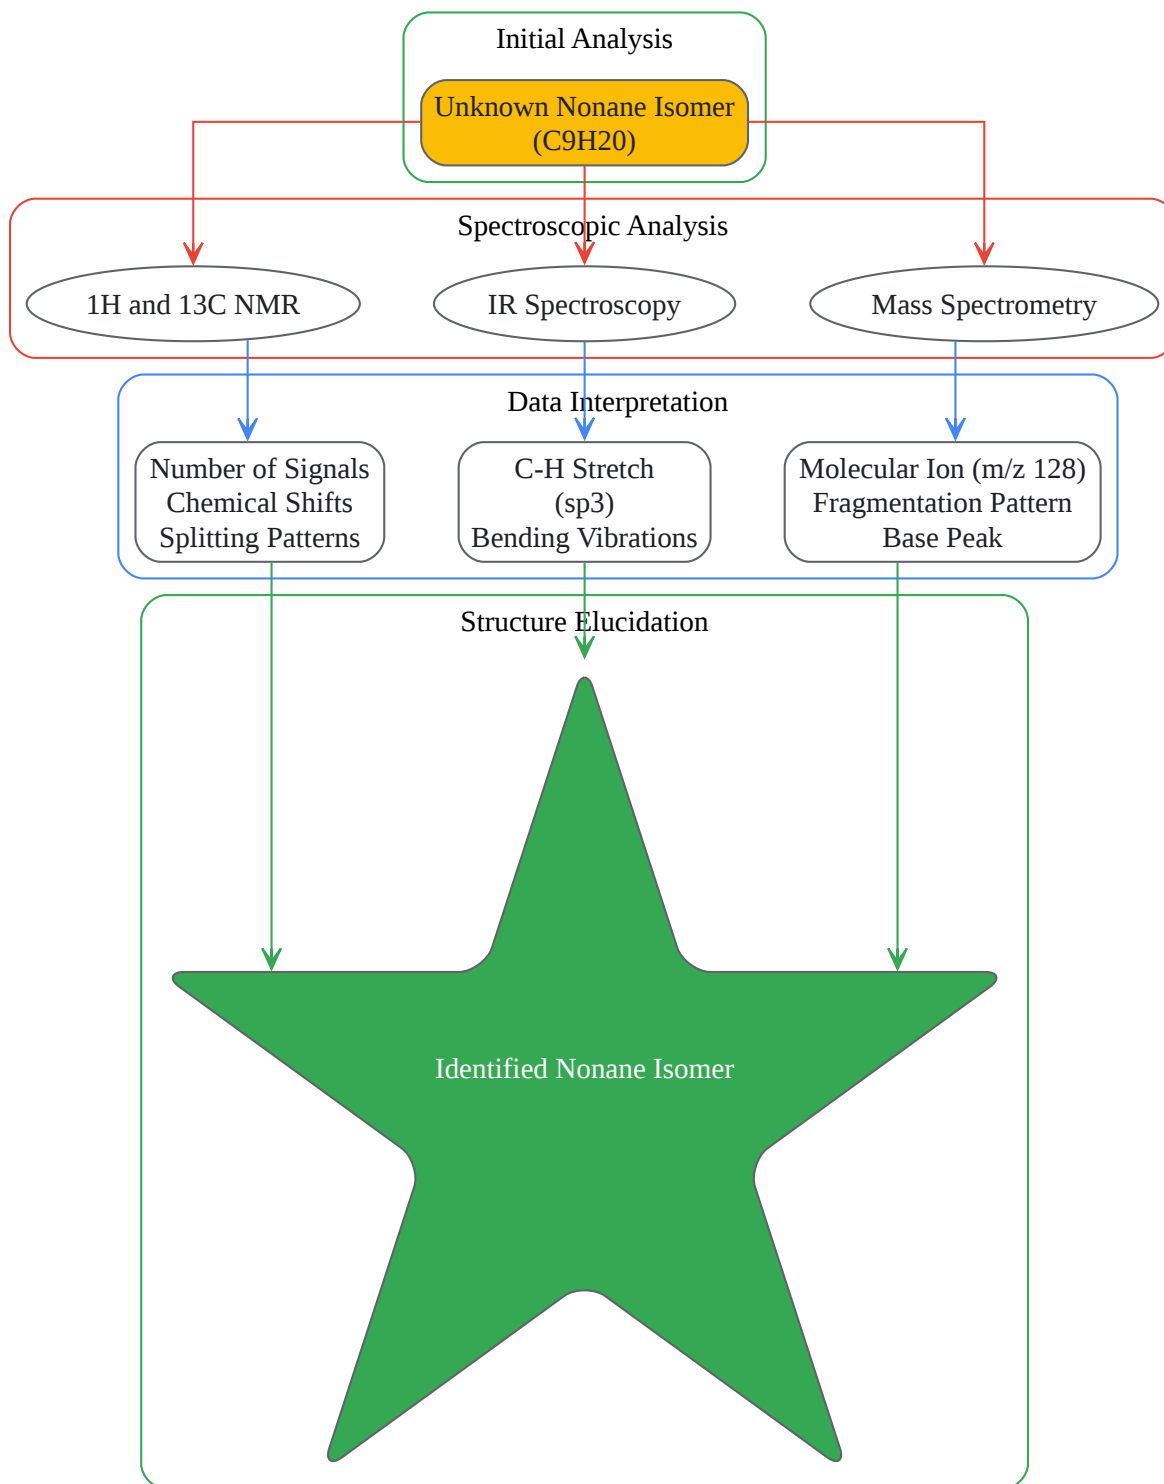 Initial Analysis
Unknown Nonane Isomer
(C9H20)
Spectroscopic Analysis
1H and 13C NMR
IR Spectroscopy
Mass Spectrometry
Data Interpretation
Number of Signals
Chemical Shifts
Splitting Patterns
C-H Stretch
(sp3)
Bending Vibrations
Molecular Ion (m/z 128)
Fragmentation Pattern
Base Peak
Structure Elucidation
Identified Nonane Isomer